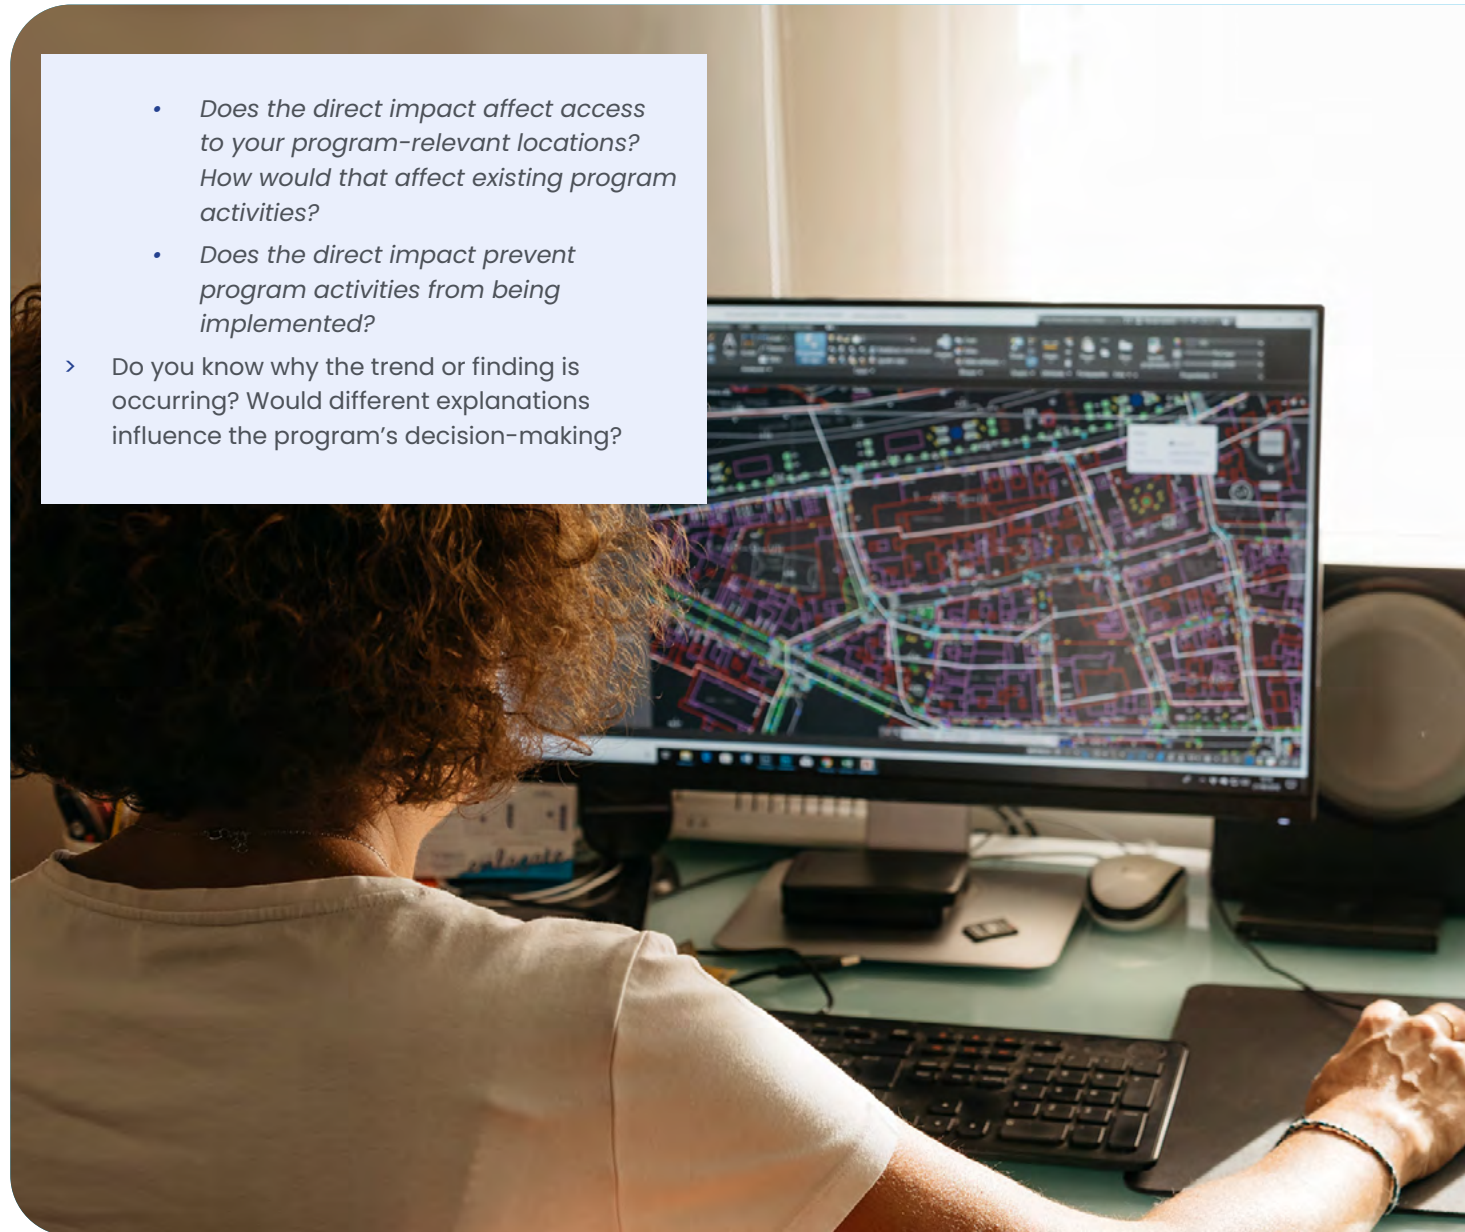 • Does the direct impact affect access
to your program-relevant locations?
How would that affect existing program
activities?
• Does the direct impact prevent
program activities from being
implemented?
> Do you know why the trend or finding is
occurring? Would different explanations
influence the program’s decision-making?